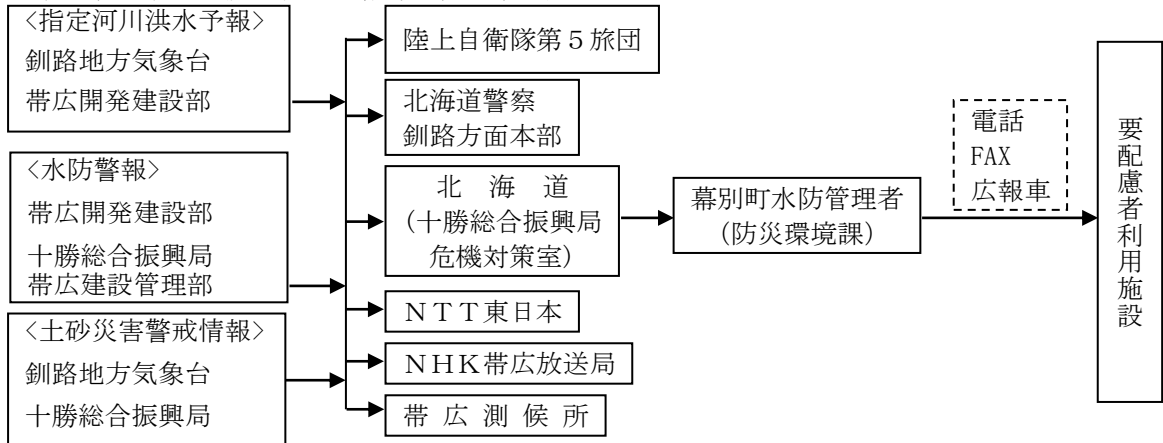 〈指定河川洪水予報〉
釧路地方気象台
帯広開発建設部
〈水防警報〉
帯広開発建設部
十勝総合振興局
帯広建設管理部
〈土砂災害警戒情報〉
釧路地方気象台
十勝総合振興局
陸上自衛隊第５旅団
北海道警察
釧路方面本部
北　海　道
(十勝総合振興局
危機対策室)
ＮＴＴ東日本
ＮＨＫ帯広放送局
帯 広 測 候 所
幕別町水防管理者
(防災環境課)
電話
FAX
広報車
要配慮者利用施設